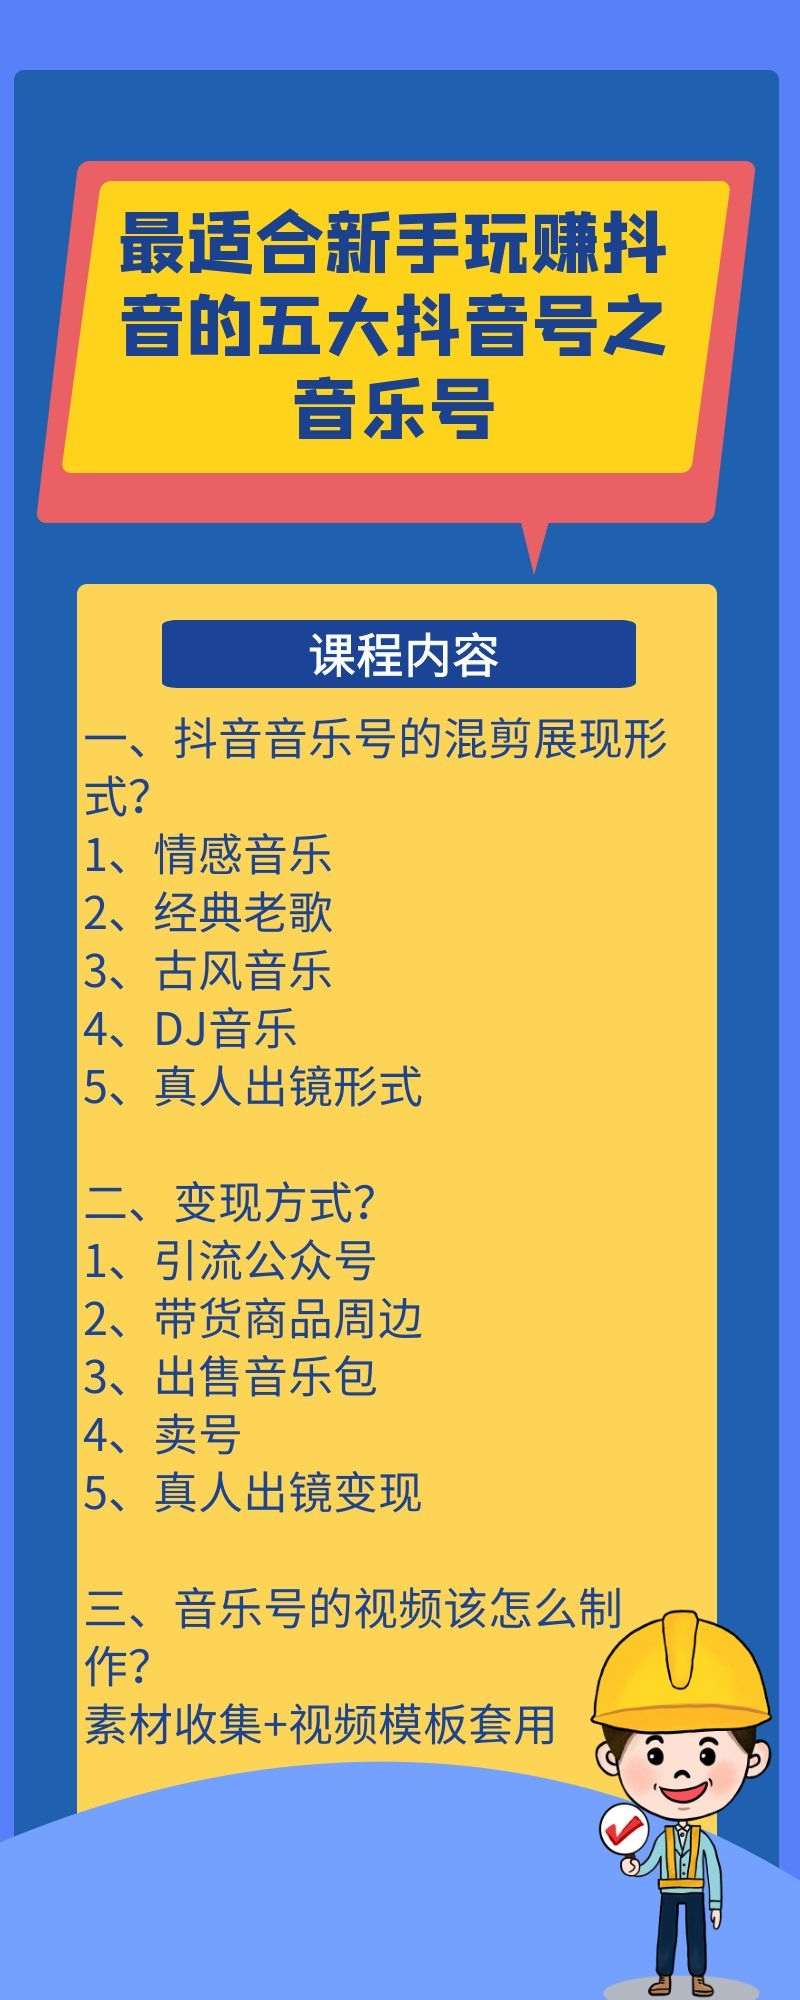 最适合新手玩赚抖
音的五大抖音号之
音乐号
课程内容
一、抖音音乐号的混剪展现形
式?
1、情感音乐
2、经典老歌
3、古风音乐
4、DJ音乐
5、真人出镜形式
二、变现方式?
1、引流公众号
2、带货商品周边
3、出售音乐包
4、卖号
5、真人出镜变现
三、音乐号的视频该怎么制
作?
素材收集+视频模板套用